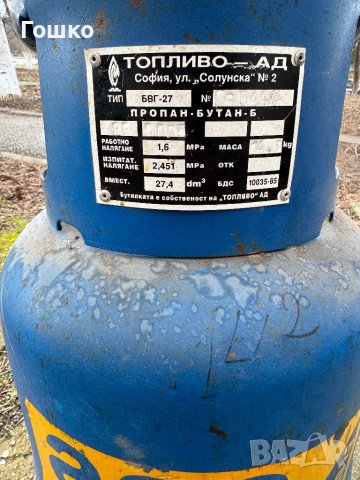 Гошко
ТОПЛИВО - АД
София, ул. „Солунска" № 2
ТИП БВГ-27 №
ПРОПАН-БУТАН-Б
РАБОТНО НАЛЯГАНЕ 1,6 MPa МАСА kg
ИЗПИТАТ. НАЛЯГАНЕ 2,451 MPa ОТК
ВМЕСТ. 27,4 dm³ БДС 10035-85
Бутилката е собственост на „ТОПЛИВО" АД
142
BAZAR